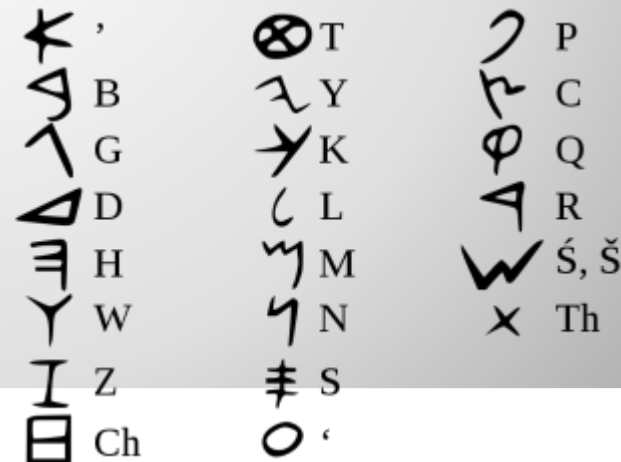 𐤀 ’
𐤁 B
𐤂 G
𐤃 D
𐤄 H
𐤅 W
𐤆 Z
𐤇 Ch
𐤈 T
𐤉 Y
𐤊 K
𐤋 L
𐤌 M
𐤍 N
𐤎 S
𐤏 ‘
𐤐 P
𐤑 C
𐤒 Q
𐤓 R
𐤔 Ś, Š
𐤕 Th